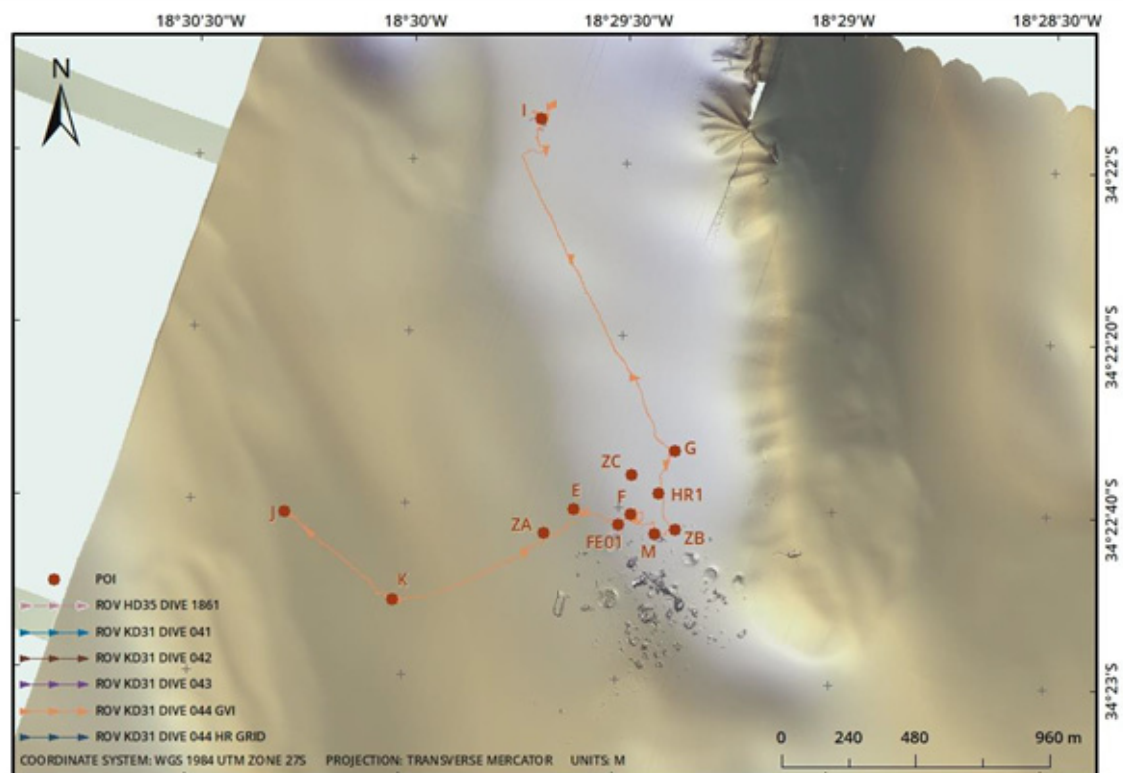 18°30'30"W 18°30'W 18°29'30"W 18°29'W 18°28'30"W
N
I
34°22'S
34°22'20"S
G
ZC
HR1
E F
34°22'40"S
J
ZA FE01 M ZB
K
POI
ROV HD35 DIVE 1861
ROV KD31 DIVE 041
ROV KD31 DIVE 042
ROV KD31 DIVE 043
34°23'S
ROV KD31 DIVE 044 GVI
ROV KD31 DIVE 044 HR GRID
0 240 480 960 m
COORDINATE SYSTEM: WGS 1984 UTM ZONE 27S PROJECTION: TRANSVERSE MERCATOR UNITS: M